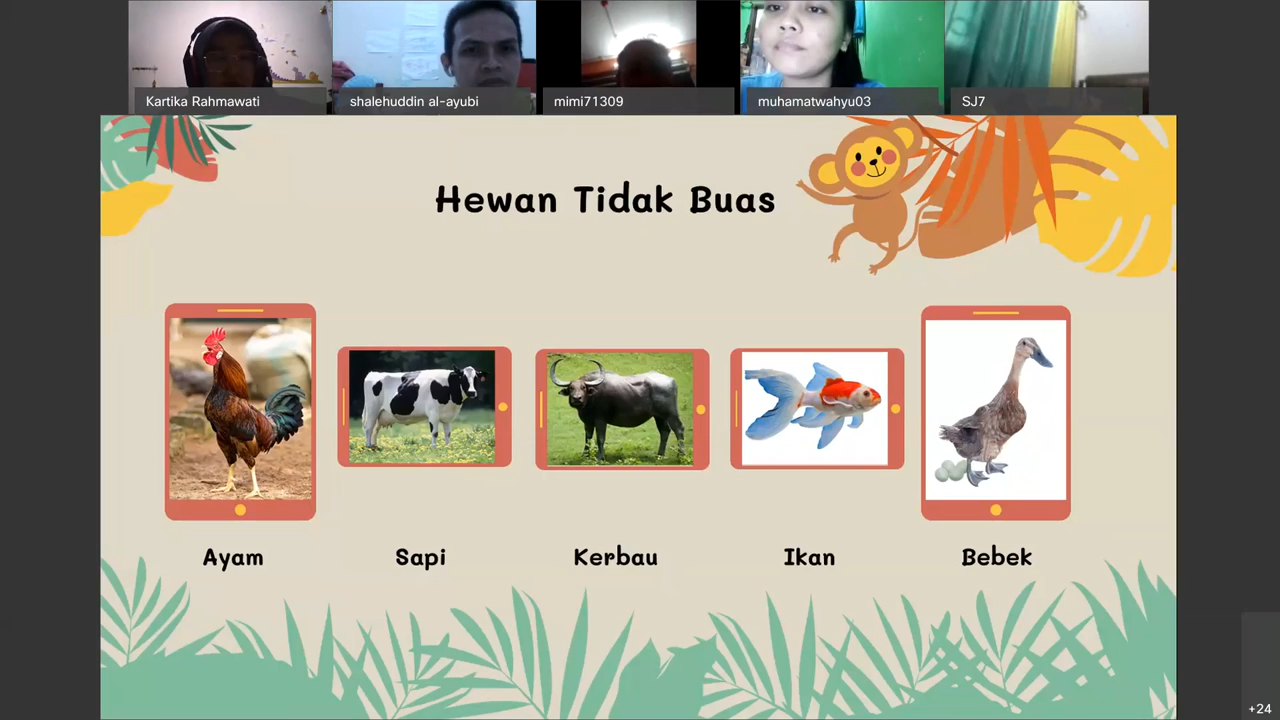 Kartika Rahmawati
shalehuddin al-ayubi
mimi71309
muhamatwahyu03
SJ7
Hewan Tidak Buas
Ayam
Sapi
Kerbau
Ikan
Bebek
+24